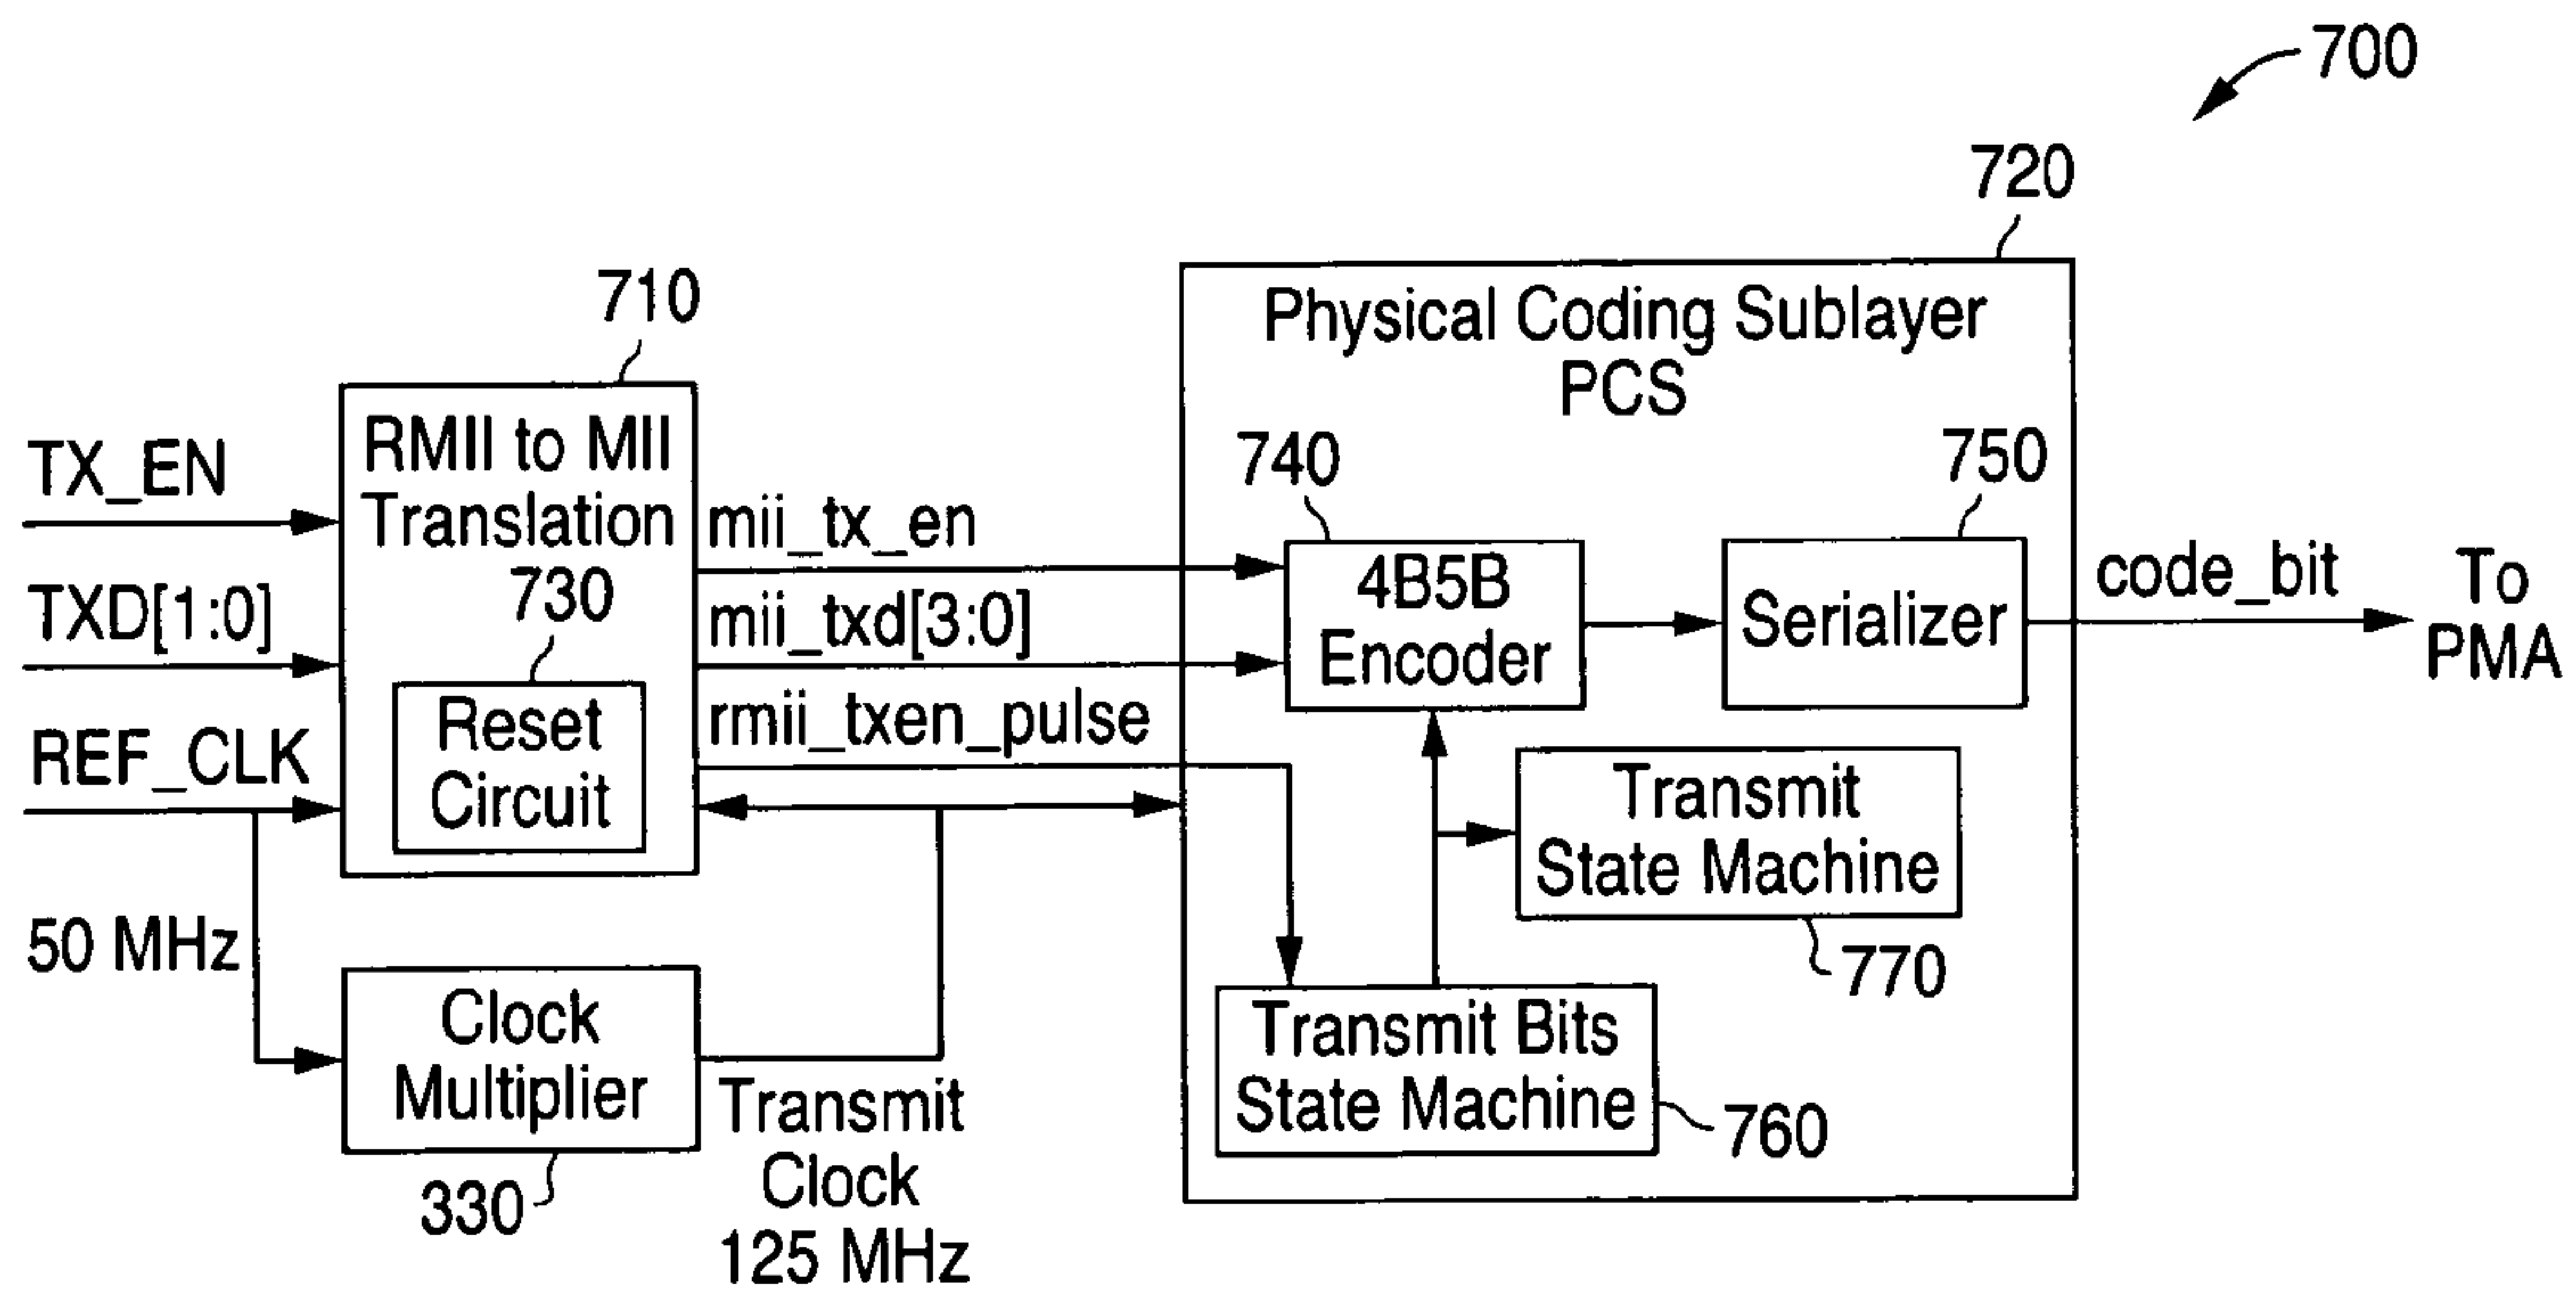 700
720
710
Physical Coding Sublayer
PCS
TX_EN
RMII to MII
Translation
730
Reset
Circuit
TXD[1:0]
REF_CLK
50 MHz
mii_tx_en
mii_txd[3:0]
rmii_txen_pulse
740
4B5B
Encoder
750
Serializer
code_bit
To
PMA
Transmit
State Machine
770
Transmit Bits
State Machine
760
Clock
Multiplier
330
Transmit
Clock
125 MHz